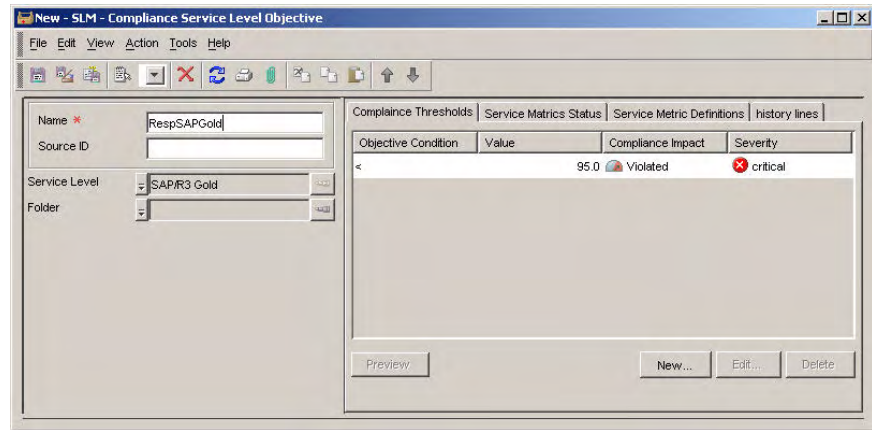 New - SLM - Compliance Service Level Objective
File Edit View Action Tools Help
Name *
RespSAPGold
Source ID
Service Level
SAP/R3 Gold
Folder
Complaince Thresholds
Service Matrics Status
Service Metric Definitions
history lines
Objective Condition
Value
Compliance Impact
Severity
<
95.0
Violated
critical
Preview
New...
Edit...
Delete